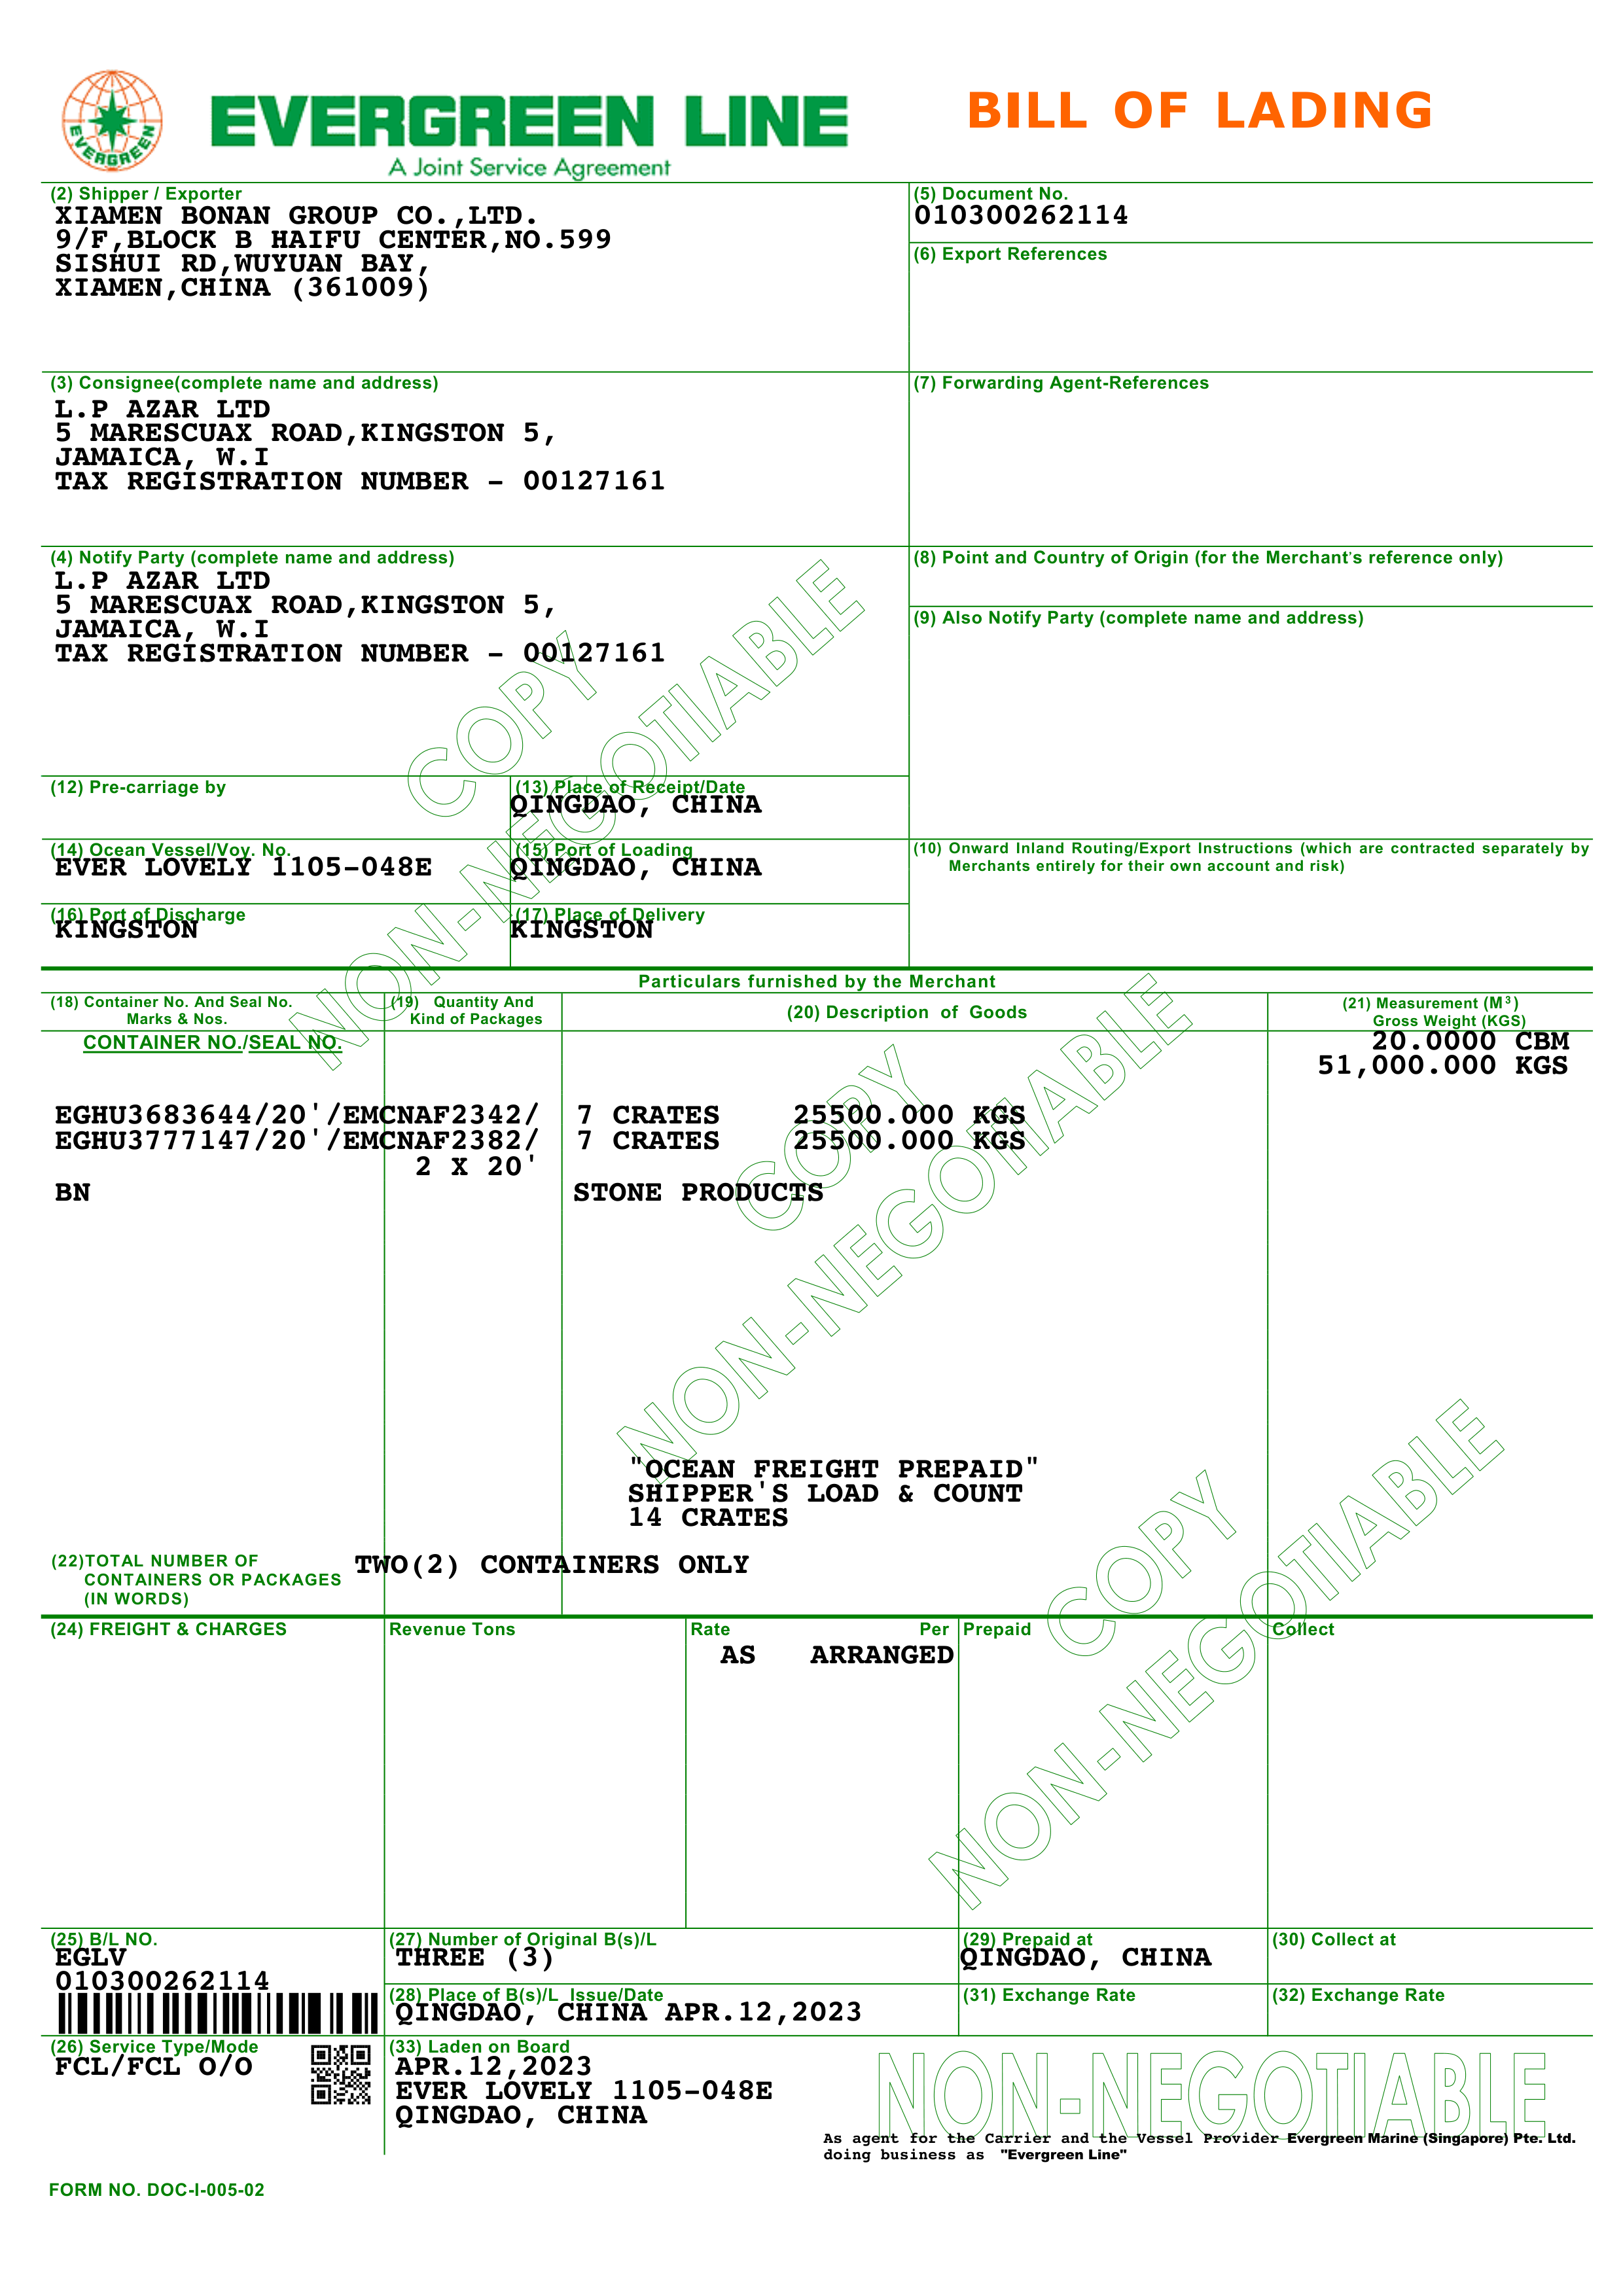 EVERGREEN
EVERGREEN LINE
A Joint Service Agreement
BILL OF LADING
(2) Shipper / Exporter
XIAMEN BONAN GROUP CO.,LTD.
9/F,BLOCK B HAIFU CENTER,NO.599
SISHUI RD,WUYUAN BAY,
XIAMEN,CHINA (361009)
(5) Document No.
010300262114
(6) Export References
(3) Consignee(complete name and address)
L.P AZAR LTD
5 MARESCUAX ROAD,KINGSTON 5,
JAMAICA, W.I
TAX REGISTRATION NUMBER - 00127161
(7) Forwarding Agent-References
(4) Notify Party (complete name and address)
L.P AZAR LTD
5 MARESCUAX ROAD,KINGSTON 5,
JAMAICA, W.I
TAX REGISTRATION NUMBER - 00127161
(8) Point and Country of Origin (for the Merchant's reference only)
(9) Also Notify Party (complete name and address)
COPY
NON-NEGOTIABLE
(12) Pre-carriage by
(13) Place of Receipt/Date
QINGDAO, CHINA
(14) Ocean Vessel/Voy. No.
EVER LOVELY 1105-048E
(15) Port of Loading
QINGDAO, CHINA
(10) Onward Inland Routing/Export Instructions (which are contracted separately by
Merchants entirely for their own account and risk)
(16) Port of Discharge
KINGSTON
(17) Place of Delivery
KINGSTON
Particulars furnished by the Merchant
(18) Container No. And Seal No.
Marks & Nos.
(19) Quantity And
Kind of Packages
(20) Description of Goods
(21) Measurement (M³)
Gross Weight (KGS)
CONTAINER NO./SEAL NO.
20.0000 CBM
51,000.000 KGS
EGHU3683644/20'/EMCNAF2342/ 7 CRATES 25500.000 KGS
EGHU3777147/20'/EMCNAF2382/ 7 CRATES 25500.000 KGS
2 X 20'
BN STONE PRODUCTS
COPY
NON-NEGOTIABLE
"OCEAN FREIGHT PREPAID"
SHIPPER'S LOAD & COUNT
14 CRATES
(22)TOTAL NUMBER OF
CONTAINERS OR PACKAGES
(IN WORDS)
TWO(2) CONTAINERS ONLY
COPY
NON-NEGOTIABLE
(24) FREIGHT & CHARGES
Revenue Tons
Rate
Per
Prepaid
Collect
AS ARRANGED
(25) B/L NO.
EGLV
010300262114
(27) Number of Original B(s)/L
THREE (3)
(29) Prepaid at
QINGDAO, CHINA
(30) Collect at
(28) Place of B(s)/L Issue/Date
QINGDAO, CHINA APR.12,2023
(31) Exchange Rate
(32) Exchange Rate
(26) Service Type/Mode
FCL/FCL O/O
(33) Laden on Board
APR.12,2023
EVER LOVELY 1105-048E
QINGDAO, CHINA
NON-NEGOTIABLE
As agent for the Carrier and the Vessel Provider Evergreen Marine (Singapore) Pte. Ltd.
doing business as "Evergreen Line"
FORM NO. DOC-I-005-02